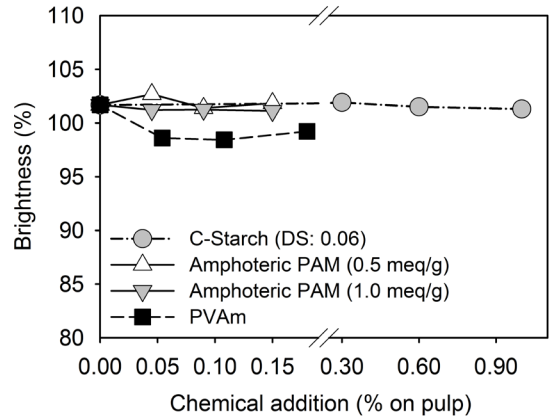 110
105
100
95
90
85
80
Brightness (%)
C-Starch (DS: 0.06)
Amphoteric PAM (0.5 meq/g)
Amphoteric PAM (1.0 meq/g)
PVAm
0.00 0.05 0.10 0.15 0.30 0.60 0.90
Chemical addition (% on pulp)